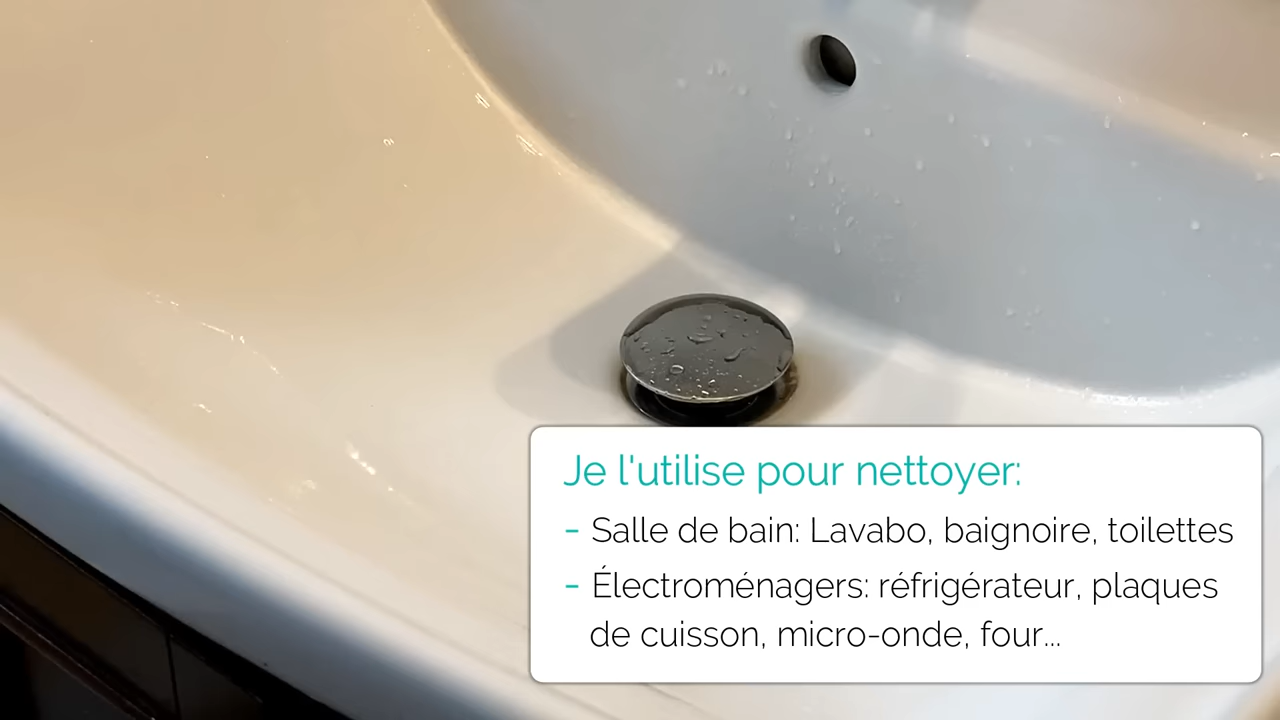 Je l'utilise pour nettoyer:
- Salle de bain: Lavabo, baignoire, toilettes
- Électroménagers: réfrigérateur, plaques
de cuisson, micro-onde, four...